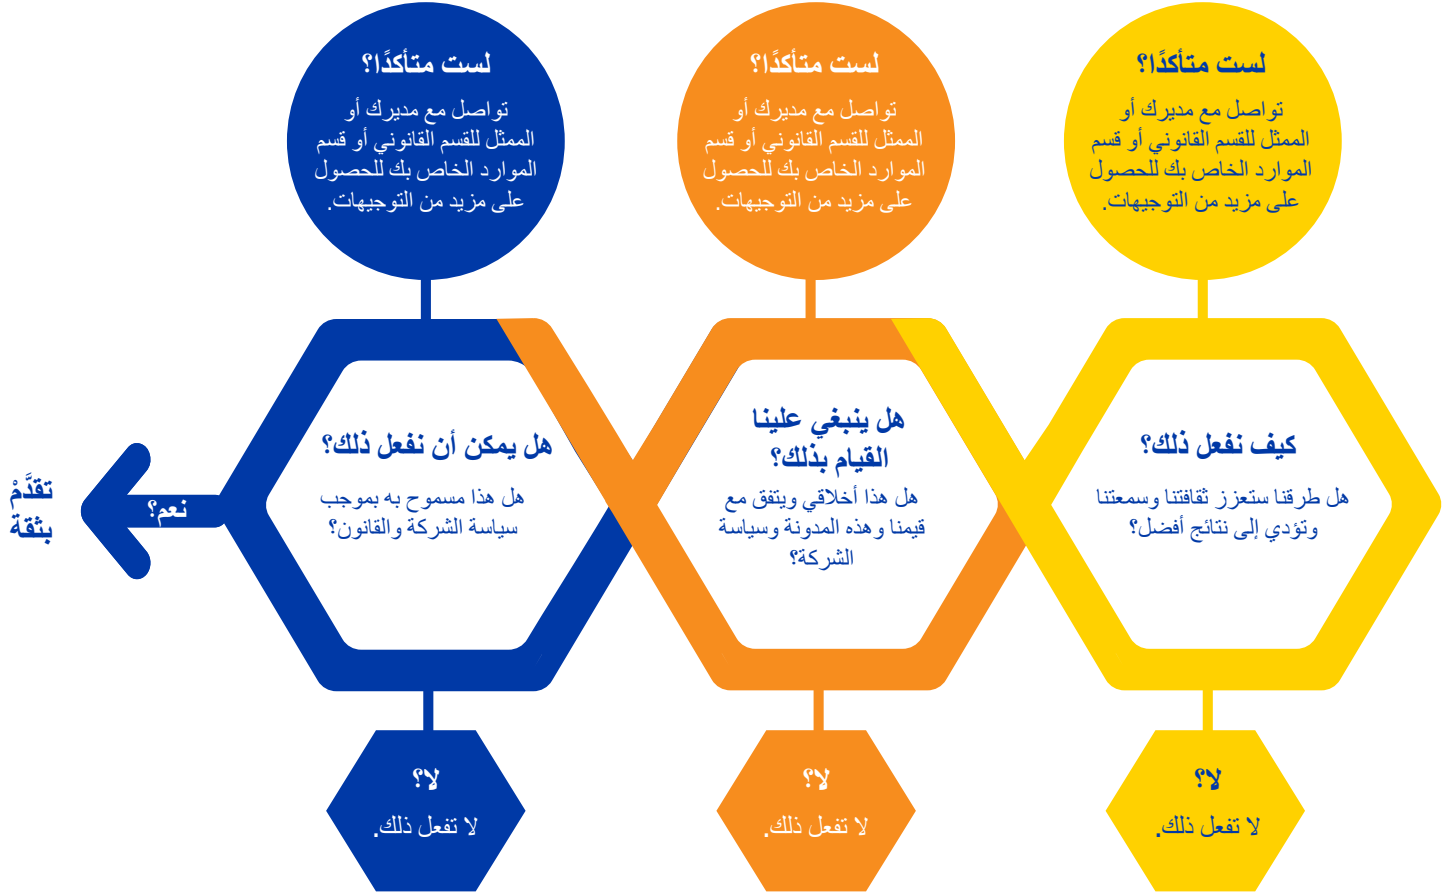 لست متأكدًا؟
تواصل مع مديرك أو
الممثل للقسم القانوني أو قسم
الموارد الخاص بك للحصول
على مزيد من التوجيهات.
كيف نفعل ذلك؟
هل طرقنا ستعزز ثقافتنا وسمعتنا
وتؤدي إلى نتائج أفضل؟
لا؟
لا تفعل ذلك.
لست متأكدًا؟
تواصل مع مديرك أو
الممثل للقسم القانوني أو قسم
الموارد الخاص بك للحصول
على مزيد من التوجيهات.
هل ينبغي علينا
القيام بذلك؟
هل هذا أخلاقي ويتفق مع
قيمنا وهذه المدونة وسياسة
الشركة؟
لا؟
لا تفعل ذلك.
لست متأكدًا؟
تواصل مع مديرك أو
الممثل للقسم القانوني أو قسم
الموارد الخاص بك للحصول
على مزيد من التوجيهات.
هل يمكن أن نفعل ذلك؟
هل هذا مسموح به بموجب
سياسة الشركة والقانون؟
لا؟
لا تفعل ذلك.
نعم؟
تقدَّمْ
بثقة